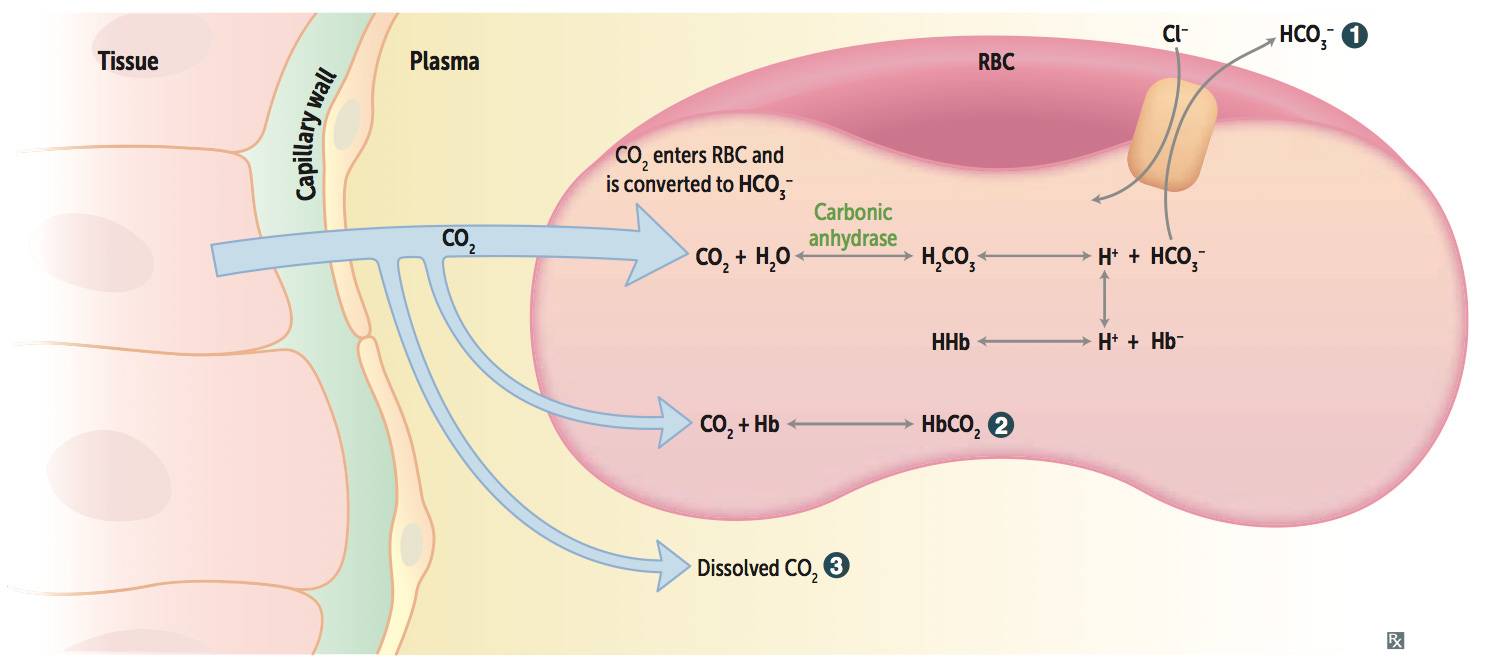 Tissue
Capillary wall
Plasma
RBC
Cl⁻
HCO₃⁻ 1
CO₂ enters RBC and
is converted to HCO₃⁻
CO₂
Carbonic
anhydrase
CO₂ + H₂O
H₂CO₃
H⁺ + HCO₃⁻
HHb
H⁺ + Hb⁻
CO₂ + Hb
HbCO₂ 2
Dissolved CO₂ 3
Rx